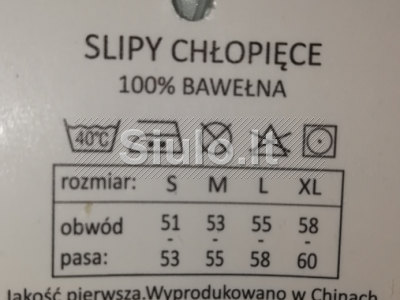 SLIPY CHŁOPIĘCE
100% BAWEŁNA
40°C
Siulo.it
rozmiar: S M L XL
obwód 51 53 55 58
- - - -
pasa: 53 55 58 60
Jakość pierwsza.Wyprodukowano w Chinach